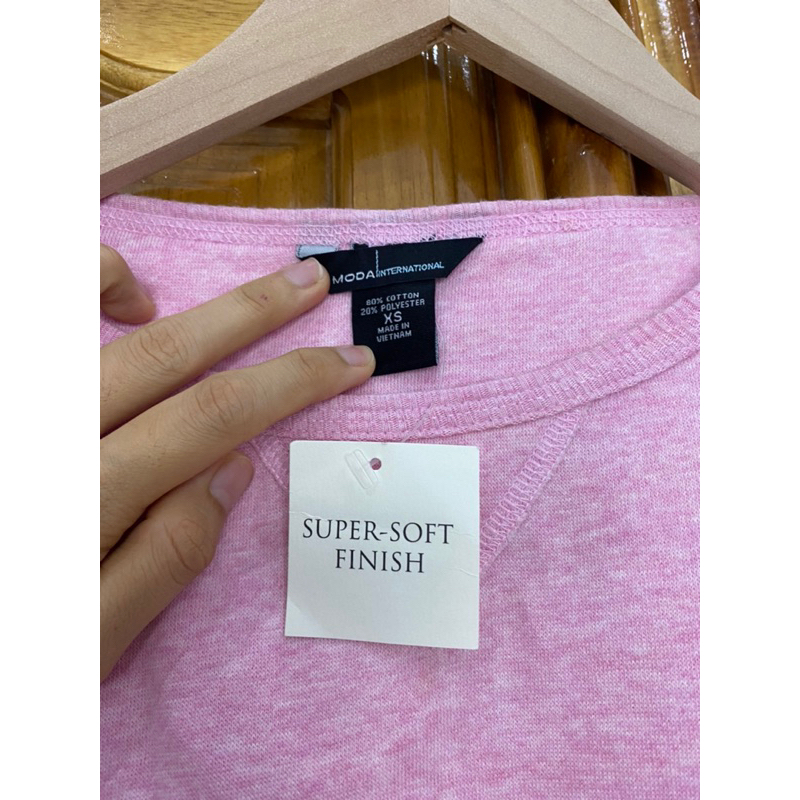 MODA INTERNATIONAL
80% COTTON
20% POLYESTER
XS
MADE IN
VIETNAM
SUPER-SOFT
FINISH